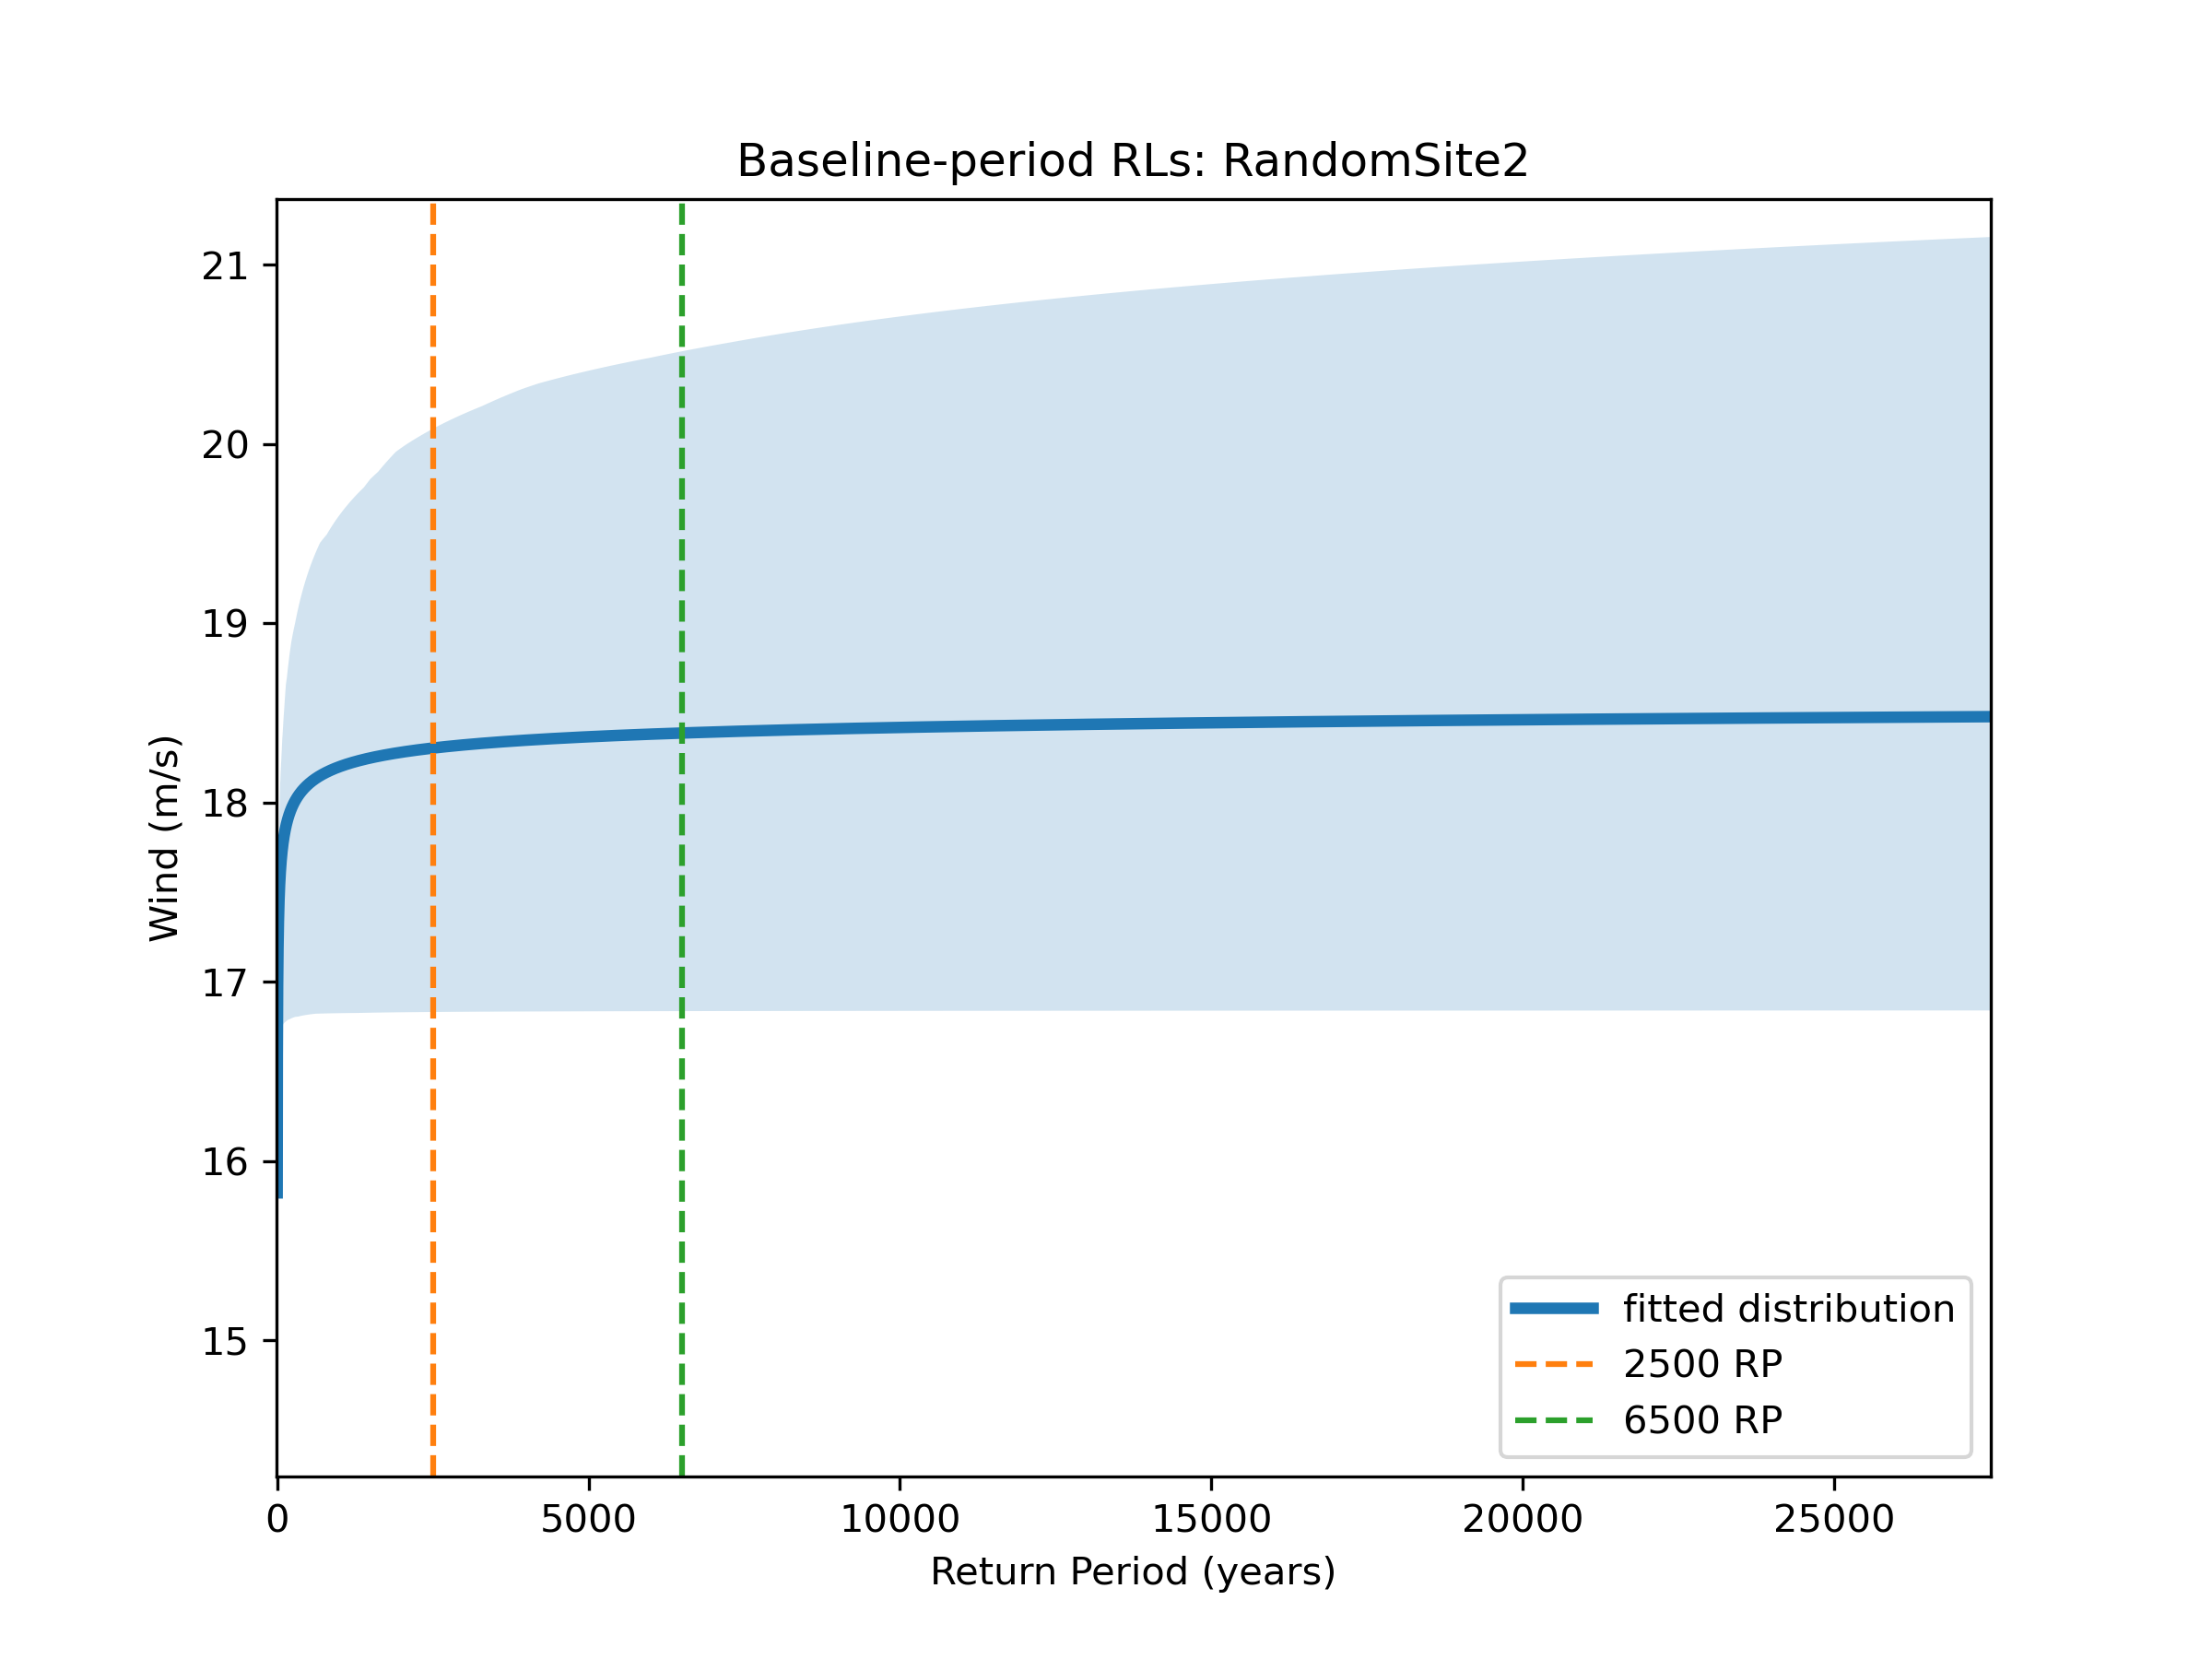 Baseline-period RLs: RandomSite2
21
20
19
18
17
16
15
Wind (m/s)
0 5000 10000 15000 20000 25000
Return Period (years)
fitted distribution
2500 RP
6500 RP